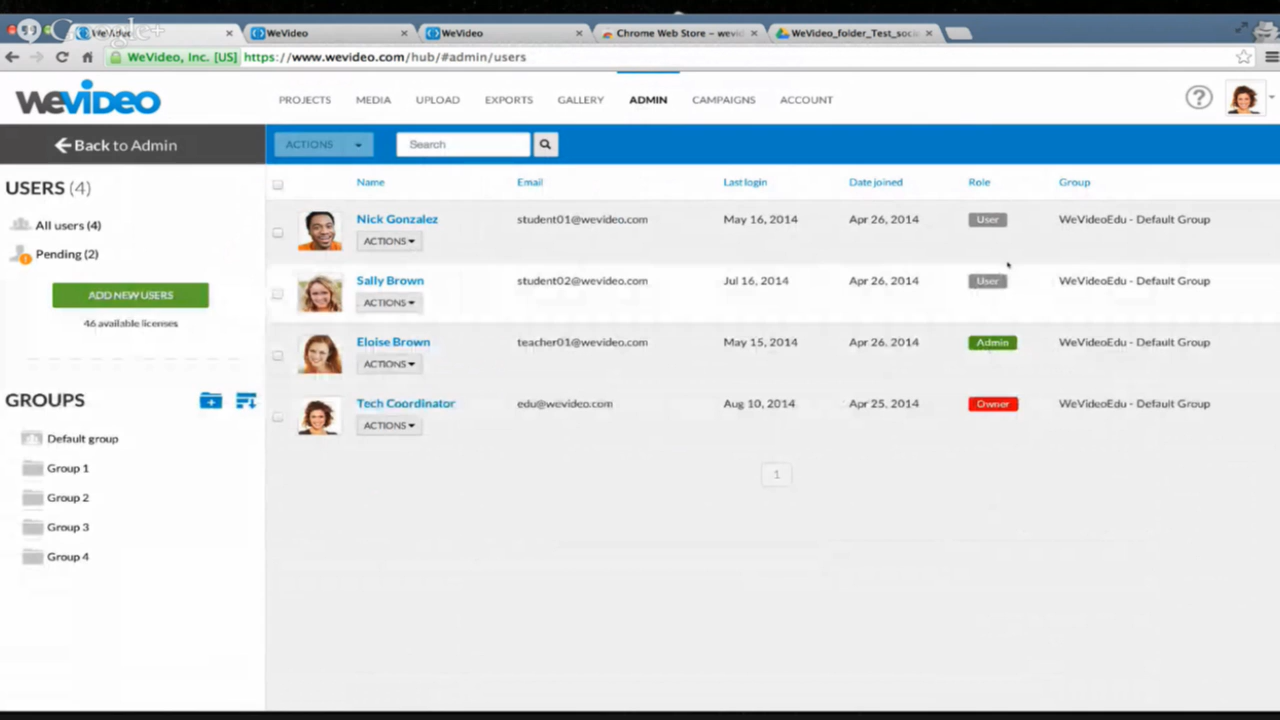 Google+
WeVideo
WeVideo
Chrome Web Store – wevid
WeVideo_folder_Test_soci
WeVideo, Inc. [US] https://www.wevideo.com/hub/#admin/users
WEVIDEO PROJECTS MEDIA UPLOAD EXPORTS GALLERY ADMIN CAMPAIGNS ACCOUNT ?
Back to Admin ACTIONS Search
USERS (4)
All users (4)
Pending (2)
ADD NEW USERS
46 available licenses
GROUPS
Default group
Group 1
Group 2
Group 3
Group 4
Name Email Last login Date joined Role Group
Nick Gonzalez student01@wevideo.com May 16, 2014 Apr 26, 2014 User WeVideoEdu - Default Group
ACTIONS
Sally Brown student02@wevideo.com Jul 16, 2014 Apr 26, 2014 User WeVideoEdu - Default Group
ACTIONS
Eloise Brown teacher01@wevideo.com May 15, 2014 Apr 26, 2014 Admin WeVideoEdu - Default Group
ACTIONS
Tech Coordinator edu@wevideo.com Aug 10, 2014 Apr 25, 2014 Owner WeVideoEdu - Default Group
ACTIONS
1